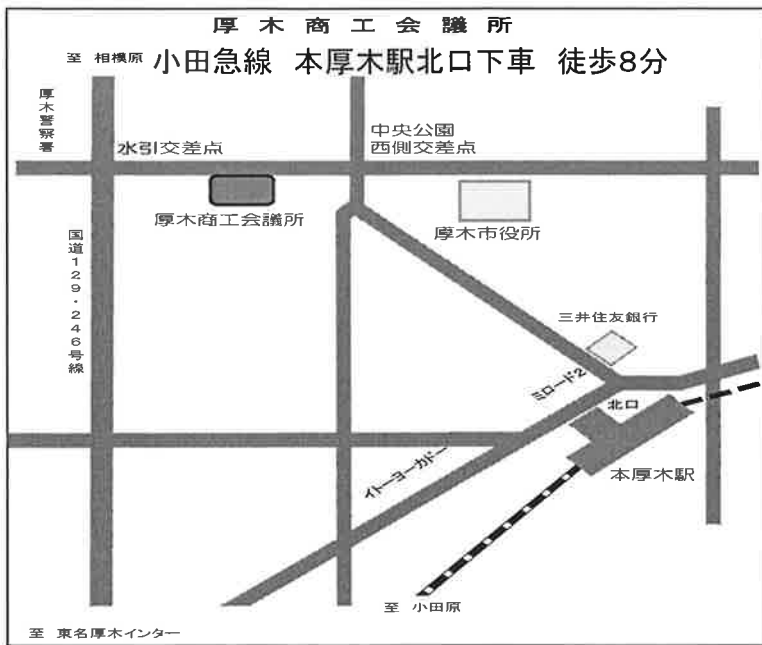 厚木商工会議所
至 相模原
小田急線 本厚木駅北口下車 徒歩8分
厚木警察署
水引交差点
中央公園
西側交差点
厚木商工会議所
厚木市役所
国道129・246号線
三井住友銀行
ミロード2
北口
イトーヨーカドー
本厚木駅
至 小田原
至 東名厚木インター